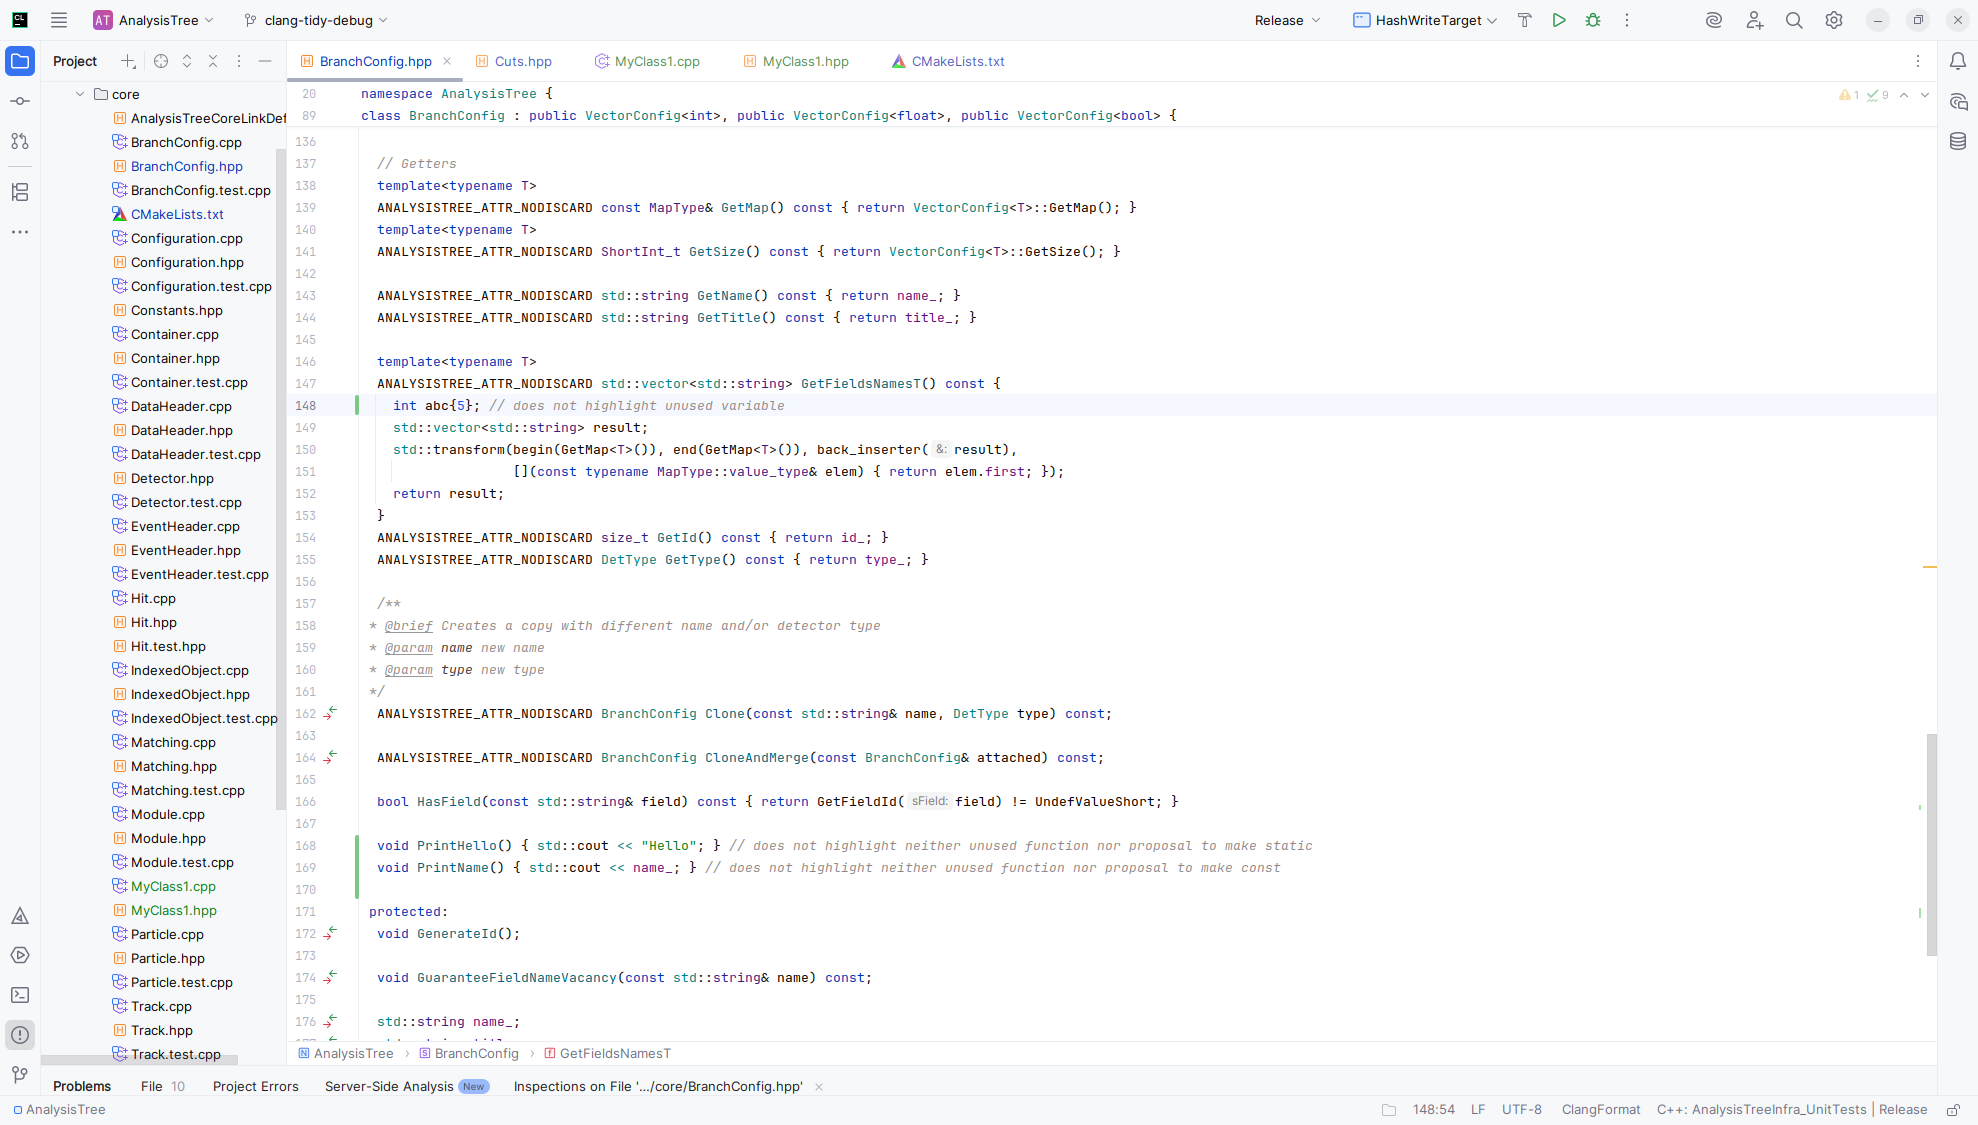 CL AT AnalysisTree clang-tidy-debug Release HashWriteTarget
Project
BranchConfig.hpp Cuts.hpp MyClass1.cpp MyClass1.hpp CMakeLists.txt
core
AnalysisTreeCoreLinkDef
BranchConfig.cpp
BranchConfig.hpp
BranchConfig.test.cpp
CMakeLists.txt
Configuration.cpp
Configuration.hpp
Configuration.test.cpp
Constants.hpp
Container.cpp
Container.hpp
Container.test.cpp
DataHeader.cpp
DataHeader.hpp
DataHeader.test.cpp
Detector.hpp
Detector.test.cpp
EventHeader.cpp
EventHeader.hpp
EventHeader.test.cpp
Hit.cpp
Hit.hpp
Hit.test.hpp
IndexedObject.cpp
IndexedObject.hpp
IndexedObject.test.cpp
Matching.cpp
Matching.hpp
Matching.test.cpp
Module.cpp
Module.hpp
Module.test.cpp
MyClass1.cpp
MyClass1.hpp
Particle.cpp
Particle.hpp
Particle.test.cpp
Track.cpp
Track.hpp
Track.test.cpp
20 namespace AnalysisTree {
1 9
89 class BranchConfig : public VectorConfig<int>, public VectorConfig<float>, public VectorConfig<bool> {
136
137 // Getters
138 template<typename T>
139 ANALYSISTREE_ATTR_NODISCARD const MapType& GetMap() const { return VectorConfig<T>::GetMap(); }
140 template<typename T>
141 ANALYSISTREE_ATTR_NODISCARD ShortInt_t GetSize() const { return VectorConfig<T>::GetSize(); }
142
143 ANALYSISTREE_ATTR_NODISCARD std::string GetName() const { return name_; }
144 ANALYSISTREE_ATTR_NODISCARD std::string GetTitle() const { return title_; }
145
146 template<typename T>
147 ANALYSISTREE_ATTR_NODISCARD std::vector<std::string> GetFieldsNamesT() const {
148 int abc{5}; // does not highlight unused variable
149 std::vector<std::string> result;
150 std::transform(begin(GetMap<T>()), end(GetMap<T>()), back_inserter( &: result),
151 [](const typename MapType::value_type& elem) { return elem.first; });
152 return result;
153 }
154 ANALYSISTREE_ATTR_NODISCARD size_t GetId() const { return id_; }
155 ANALYSISTREE_ATTR_NODISCARD DetType GetType() const { return type_; }
156
157 /**
158 * @brief Creates a copy with different name and/or detector type
159 * @param name new name
160 * @param type new type
161 */
162 ANALYSISTREE_ATTR_NODISCARD BranchConfig Clone(const std::string& name, DetType type) const;
163
164 ANALYSISTREE_ATTR_NODISCARD BranchConfig CloneAndMerge(const BranchConfig& attached) const;
165
166 bool HasField(const std::string& field) const { return GetFieldId( sField: field) != UndefValueShort; }
167
168 void PrintHello() { std::cout << "Hello"; } // does not highlight neither unused function nor proposal to make static
169 void PrintName() { std::cout << name_; } // does not highlight neither unused function nor proposal to make const
170
171 protected:
172 void GenerateId();
173
174 void GuaranteeFieldNameVacancy(const std::string& name) const;
175
176 std::string name_;
AnalysisTree › BranchConfig › GetFieldsNamesT
Problems File 10 Project Errors Server-Side Analysis New Inspections on File '.../core/BranchConfig.hpp'
AnalysisTree 148:54 LF UTF-8 ClangFormat C++: AnalysisTreeInfra_UnitTests | Release